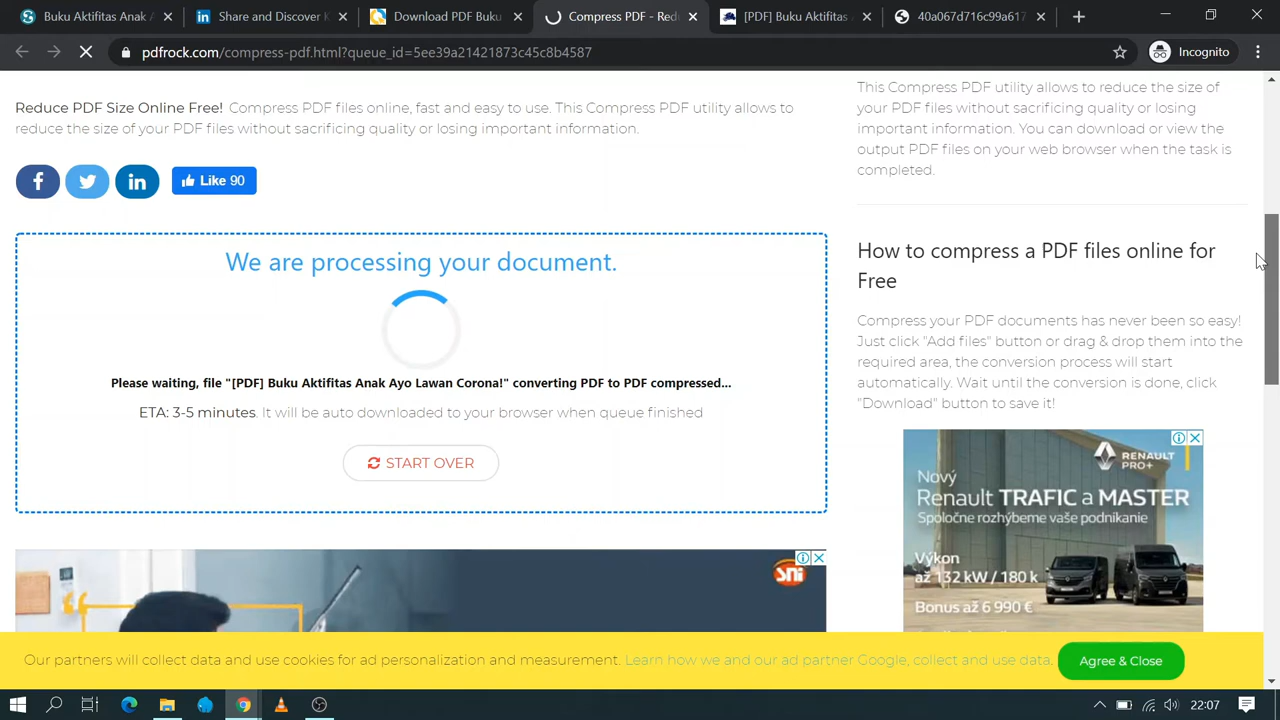 Buku Aktifitas Anak
Share and Discover K
Download PDF Buku
Compress PDF - Red
[PDF] Buku Aktifitas
40a067d716c99a617
pdfrock.com/compress-pdf.html?queue_id=5ee39a21421873c45c8b4587
Incognito
Reduce PDF Size Online Free! Compress PDF files online, fast and easy to use. This Compress PDF utility allows to
reduce the size of your PDF files without sacrificing quality or losing important information.
Like 90
We are processing your document.
Please waiting, file "[PDF] Buku Aktifitas Anak Ayo Lawan Corona!" converting PDF to PDF compressed...
ETA: 3-5 minutes. It will be auto downloaded to your browser when queue finished
START OVER
SNI
This Compress PDF utility allows to reduce the size of
your PDF files without sacrificing quality or losing
important information. You can download or view the
output PDF files on your web browser when the task is
completed.
How to compress a PDF files online for
Free
Compress your PDF documents has never been so easy!
Just click "Add files" button or drag & drop them into the
required area, the conversion process will start
automatically. Wait until the conversion is done, click
"Download" button to save it!
RENAULT
PRO+
Nový
Renault TRAFIC a MASTER
Spoločne rozhýbeme vaše podnikanie
Výkon
až 132 kW / 180 k
Bonus až 6 990 €
Our partners will collect data and use cookies for ad personalization and measurement. Learn how we and our ad partner Google, collect and use data.
Agree & Close
22:07